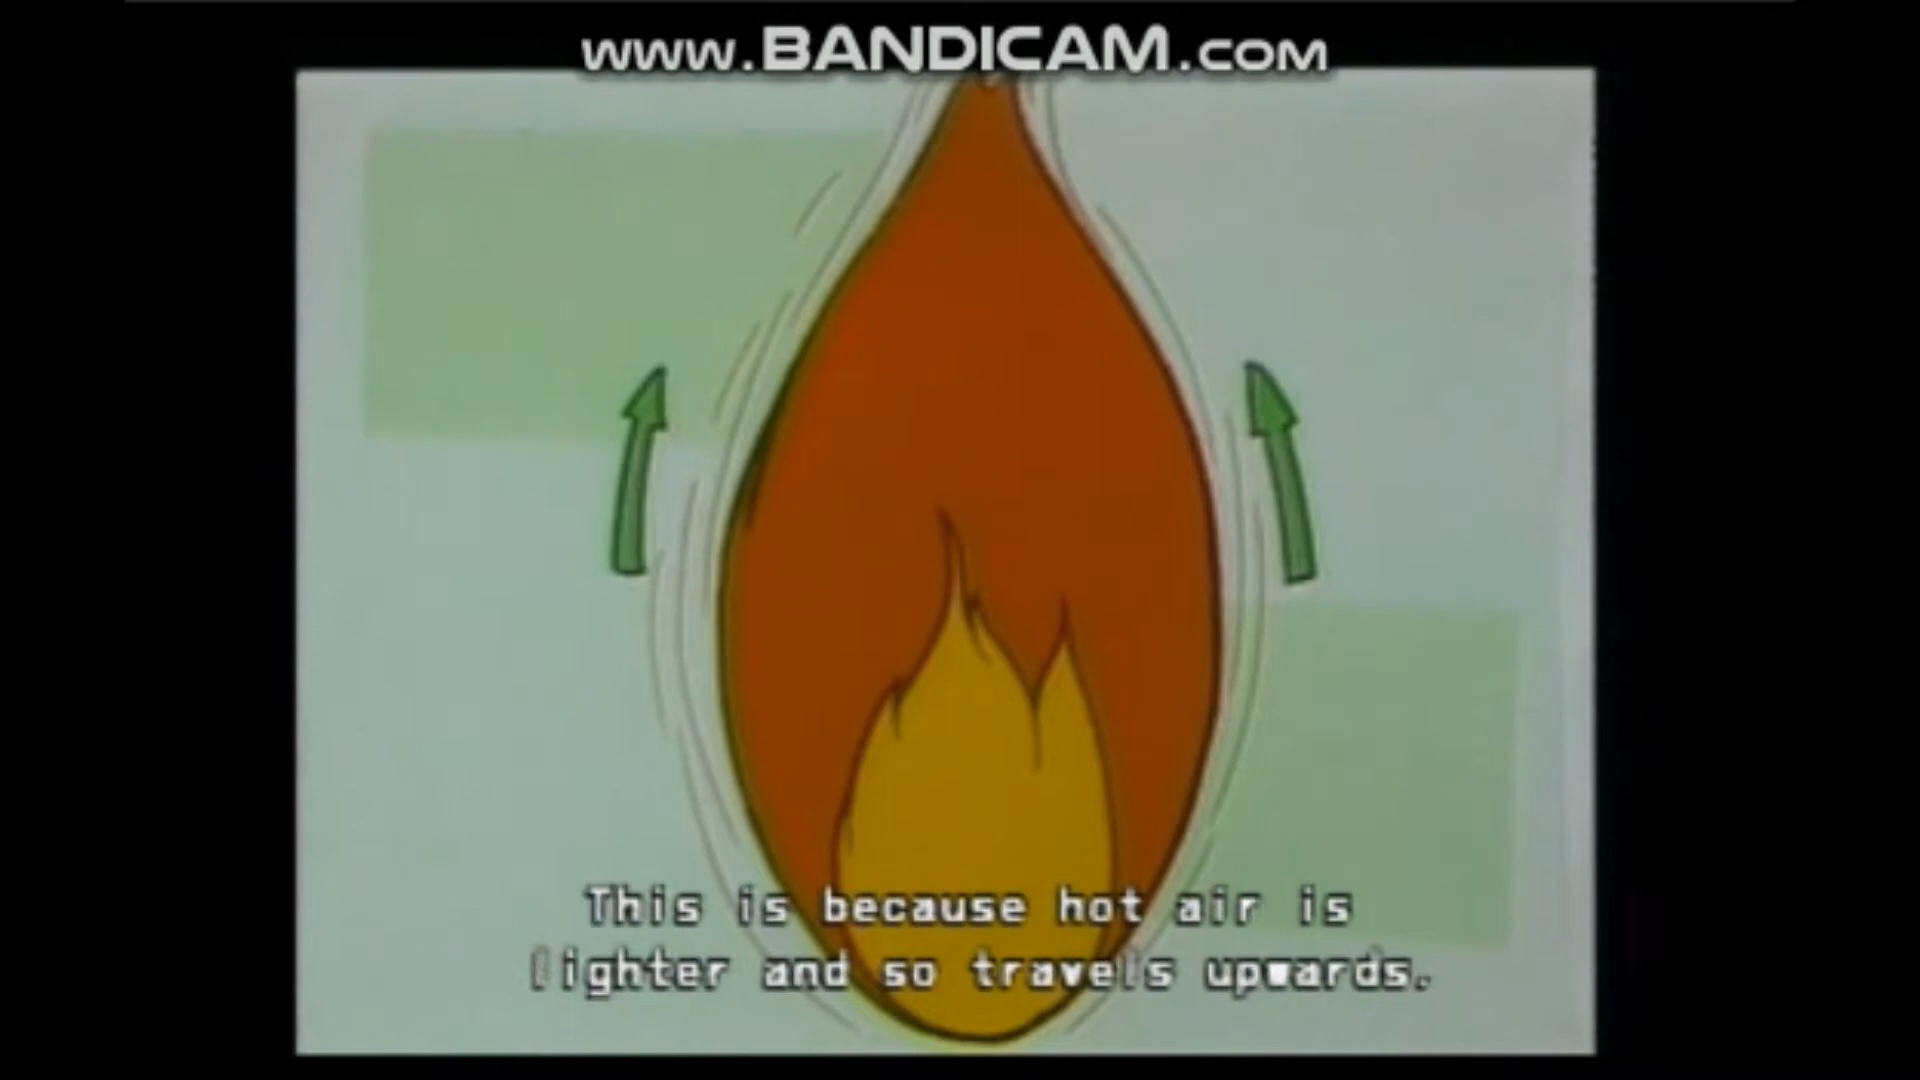 www.BANDICAM.com
This is because hot air is
lighter and so travels upwards.